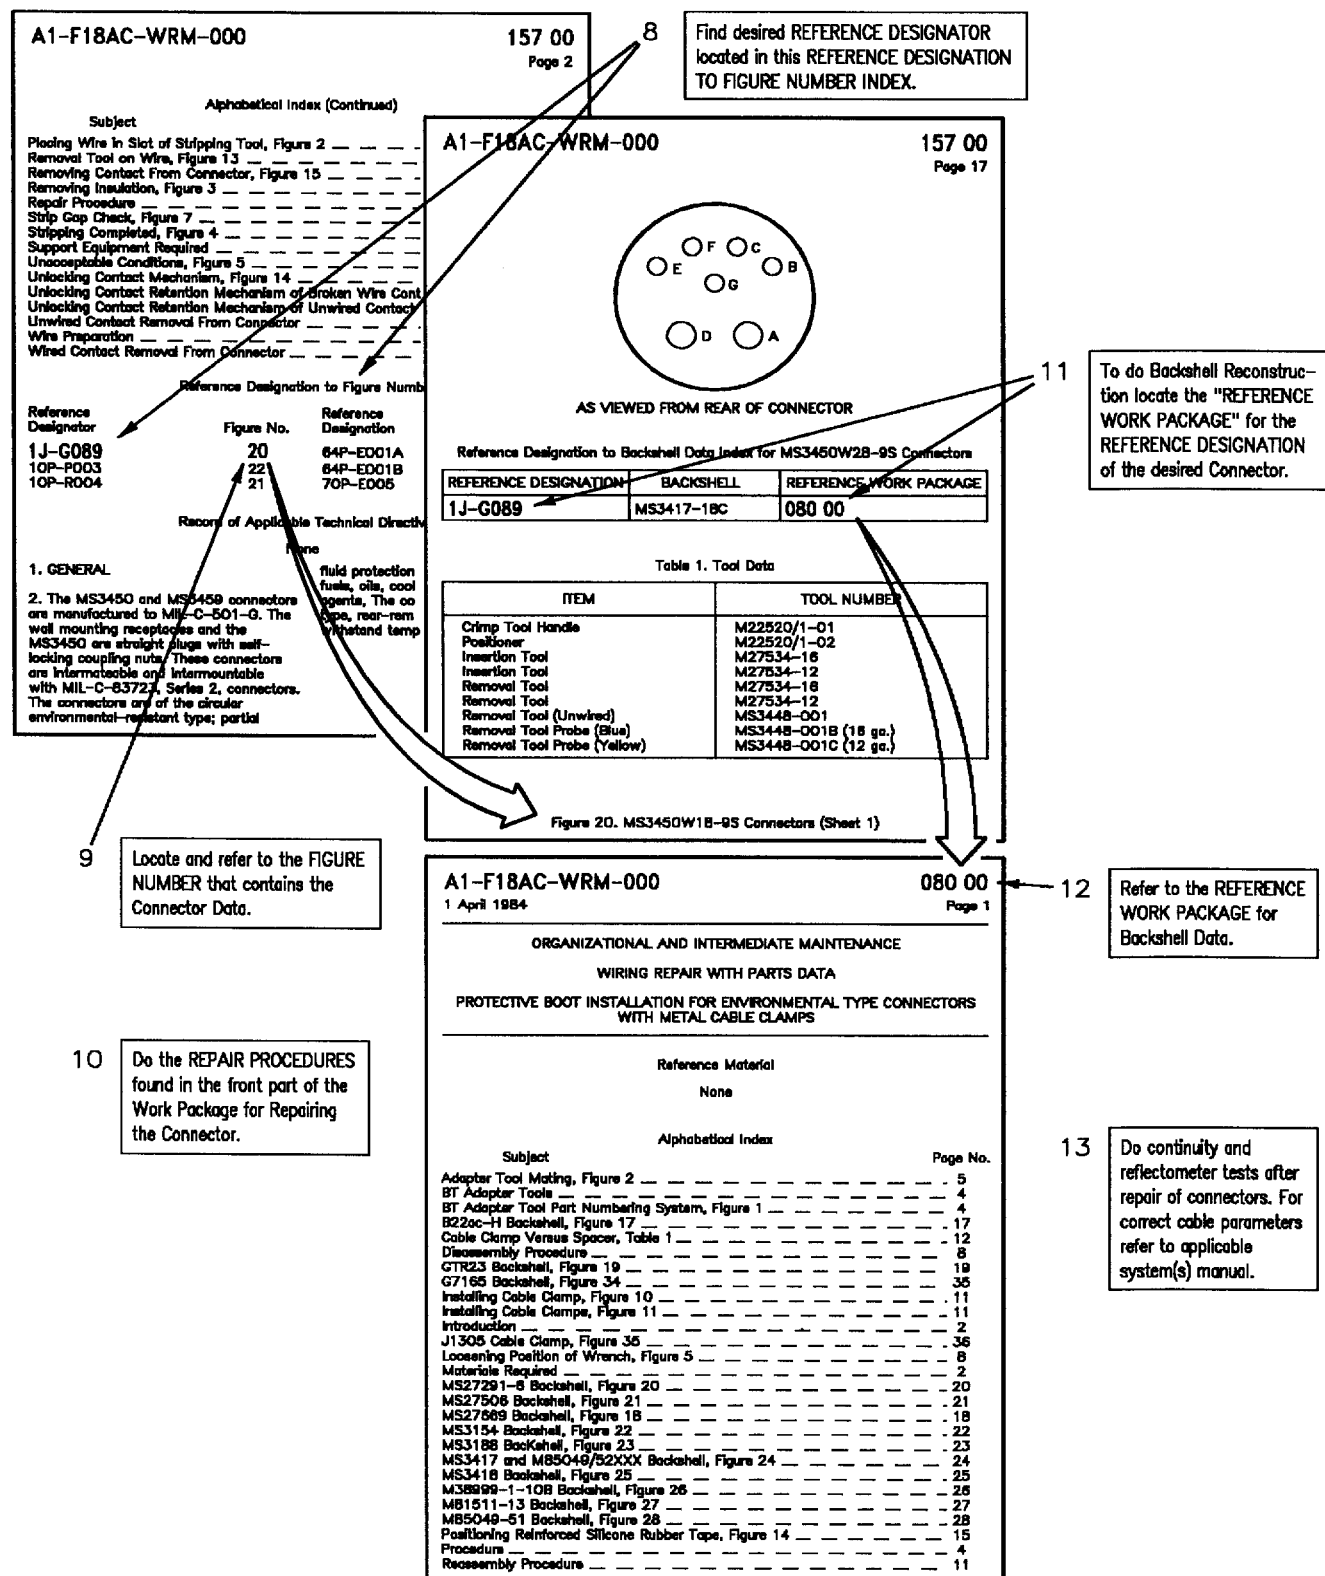 A1-F18AC-WRM-000
157 00
Page 2
Alphabetical Index (Continued)
Subject
Placing Wire in Slot of Stripping Tool, Figure 2
Removal Tool on Wire, Figure 13
Removing Contact From Connector, Figure 15
Removing Insulation, Figure 3
Repair Procedure
Strip Gap Check, Figure 7
Stripping Completed, Figure 4
Support Equipment Required
Unacceptable Conditions, Figure 5
Unlocking Contact Mechanism, Figure 14
Unlocking Contact Retention Mechanism of Broken Wire Cont
Unlocking Contact Retention Mechanism of Unwired Contact
Unwired Contact Removal From Connector
Wire Preparation
Wired Contact Removal From Connector
Reference Designation to Figure Numb
Reference Designator
Figure No.
Reference Designation
1J-G089 20 64P-E001A
10P-P003 22 64P-E001B
10P-R004 21 70P-E005
Record of Applicable Technical Directiv
None
1. GENERAL
2. The MS3450 and MS3459 connectors
are manufactured to MIL-C-501-G. The
wall mounting receptacles and the
MS3450 are straight plugs with self-
locking coupling nuts. These connectors
are intermateable and intermountable
with MIL-C-83723, Series 2, connectors.
The connectors are of the circular
environmental-resistant type; partial
fluid protection
fuels, oils, cool
agents, The co
type, rear-rem
withstand temp
8
Find desired REFERENCE DESIGNATOR
located in this REFERENCE DESIGNATION
TO FIGURE NUMBER INDEX.
A1-F18AC-WRM-000
157 00
Page 17
F C
E B
G
D A
AS VIEWED FROM REAR OF CONNECTOR
Reference Designation to Backshell Data Index for MS3450W28-9S Connectors
REFERENCE DESIGNATION BACKSHELL REFERENCE WORK PACKAGE
1J-G089 MS3417-18C 080 00
Table 1. Tool Data
ITEM TOOL NUMBER
Crimp Tool Handle M22520/1-01
Positioner M22520/1-02
Insertion Tool M27534-16
Insertion Tool M27534-12
Removal Tool M27534-16
Removal Tool M27534-12
Removal Tool (Unwired) MS3448-001
Removal Tool Probe (Blue) MS3448-001B (16 ga.)
Removal Tool Probe (Yellow) MS3448-001C (12 ga.)
Figure 20. MS3450W18-9S Connectors (Sheet 1)
11
To do Backshell Reconstruc-
tion locate the "REFERENCE
WORK PACKAGE" for the
REFERENCE DESIGNATION
of the desired Connector.
9
Locate and refer to the FIGURE
NUMBER that contains the
Connector Data.
A1-F18AC-WRM-000
080 00
1 April 1984
Page 1
12
Refer to the REFERENCE
WORK PACKAGE for
Backshell Data.
ORGANIZATIONAL AND INTERMEDIATE MAINTENANCE
WIRING REPAIR WITH PARTS DATA
PROTECTIVE BOOT INSTALLATION FOR ENVIRONMENTAL TYPE CONNECTORS
WITH METAL CABLE CLAMPS
10
Do the REPAIR PROCEDURES
found in the front part of the
Work Package for Repairing
the Connector.
Reference Material
None
Alphabetical Index
Subject Page No.
Adapter Tool Mating, Figure 2 5
BT Adapter Tools 4
BT Adapter Tool Part Numbering System, Figure 1 4
B22ac-H Backshell, Figure 17 17
Cable Clamp Versus Spacer, Table 1 12
Disassembly Procedure 8
GTR23 Backshell, Figure 19 19
G7165 Backshell, Figure 34 35
Installing Cable Clamp, Figure 10 11
Installing Cable Clamps, Figure 11 11
Introduction 2
J1305 Cable Clamp, Figure 35 36
Loosening Position of Wrench, Figure 5 8
Materials Required 2
MS27291-6 Backshell, Figure 20 20
MS27506 Backshell, Figure 21 21
MS27669 Backshell, Figure 18 18
MS3154 Backshell, Figure 22 22
MS3188 BacKshell, Figure 23 23
MS3417 and M85049/52XXX Backshell, Figure 24 24
MS3418 Backshell, Figure 25 25
M38999-1-10B Backshell, Figure 26 26
M81511-13 Backshell, Figure 27 27
M85049-51 Backshell, Figure 28 28
Positioning Reinforced Silicone Rubber Tape, Figure 14 15
Procedure 4
Reassembly Procedure 11
13
Do continuity and
reflectometer tests after
repair of connectors. For
correct cable parameters
refer to applicable
system(s) manual.